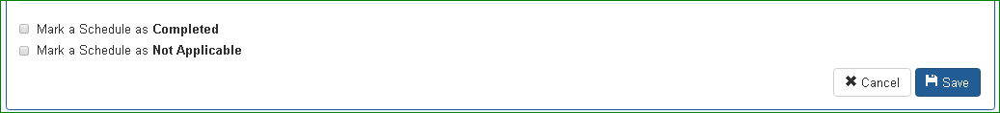 Mark a Schedule as Completed
Mark a Schedule as Not Applicable
Cancel Save